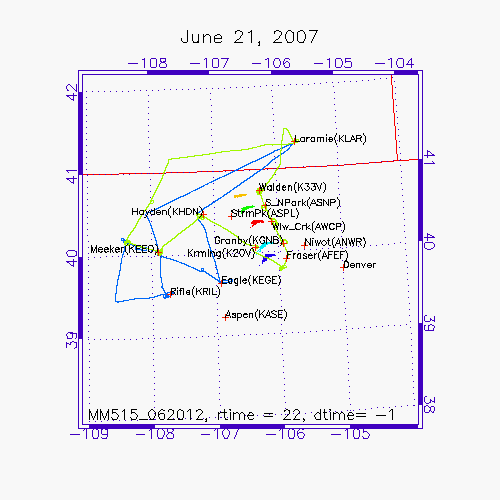 June 21, 2007
-108 -107 -106 -105 -104
42
41
40
39
41
40
39
38
Laramie(KLAR)
Walden(K33V)
S_NPark(ASNP)
Hayden(KHDN)
StrmPk(ASPL)
Wlw_Crk(AWCP)
Granby(KGNB)
Niwot(ANWR)
Meeker(KEEO)
Krmlng(K20V)
Fraser(AFEF)
Denver
Eagle(KEGE)
Rifle(KRIL)
Aspen(KASE)
MM515_062012, rtime = 22, dtime= -1
-109 -108 -107 -106 -105